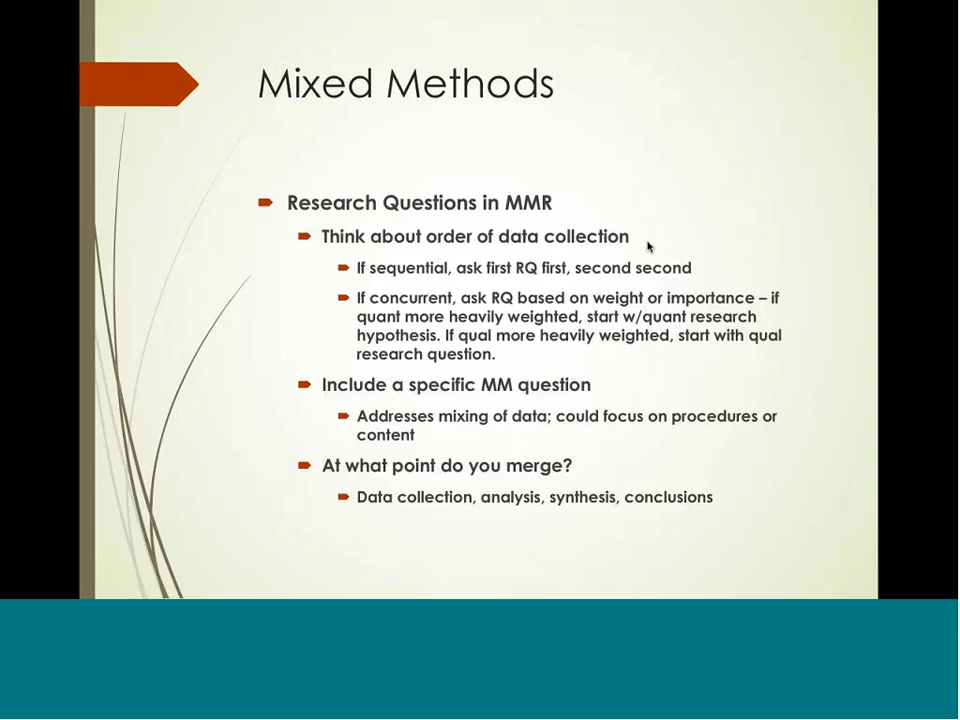 Mixed Methods
Research Questions in MMR
Think about order of data collection
If sequential, ask first RQ first, second second
If concurrent, ask RQ based on weight or importance – if
quant more heavily weighted, start w/quant research
hypothesis. If qual more heavily weighted, start with qual
research question.
Include a specific MM question
Addresses mixing of data; could focus on procedures or
content
At what point do you merge?
Data collection, analysis, synthesis, conclusions